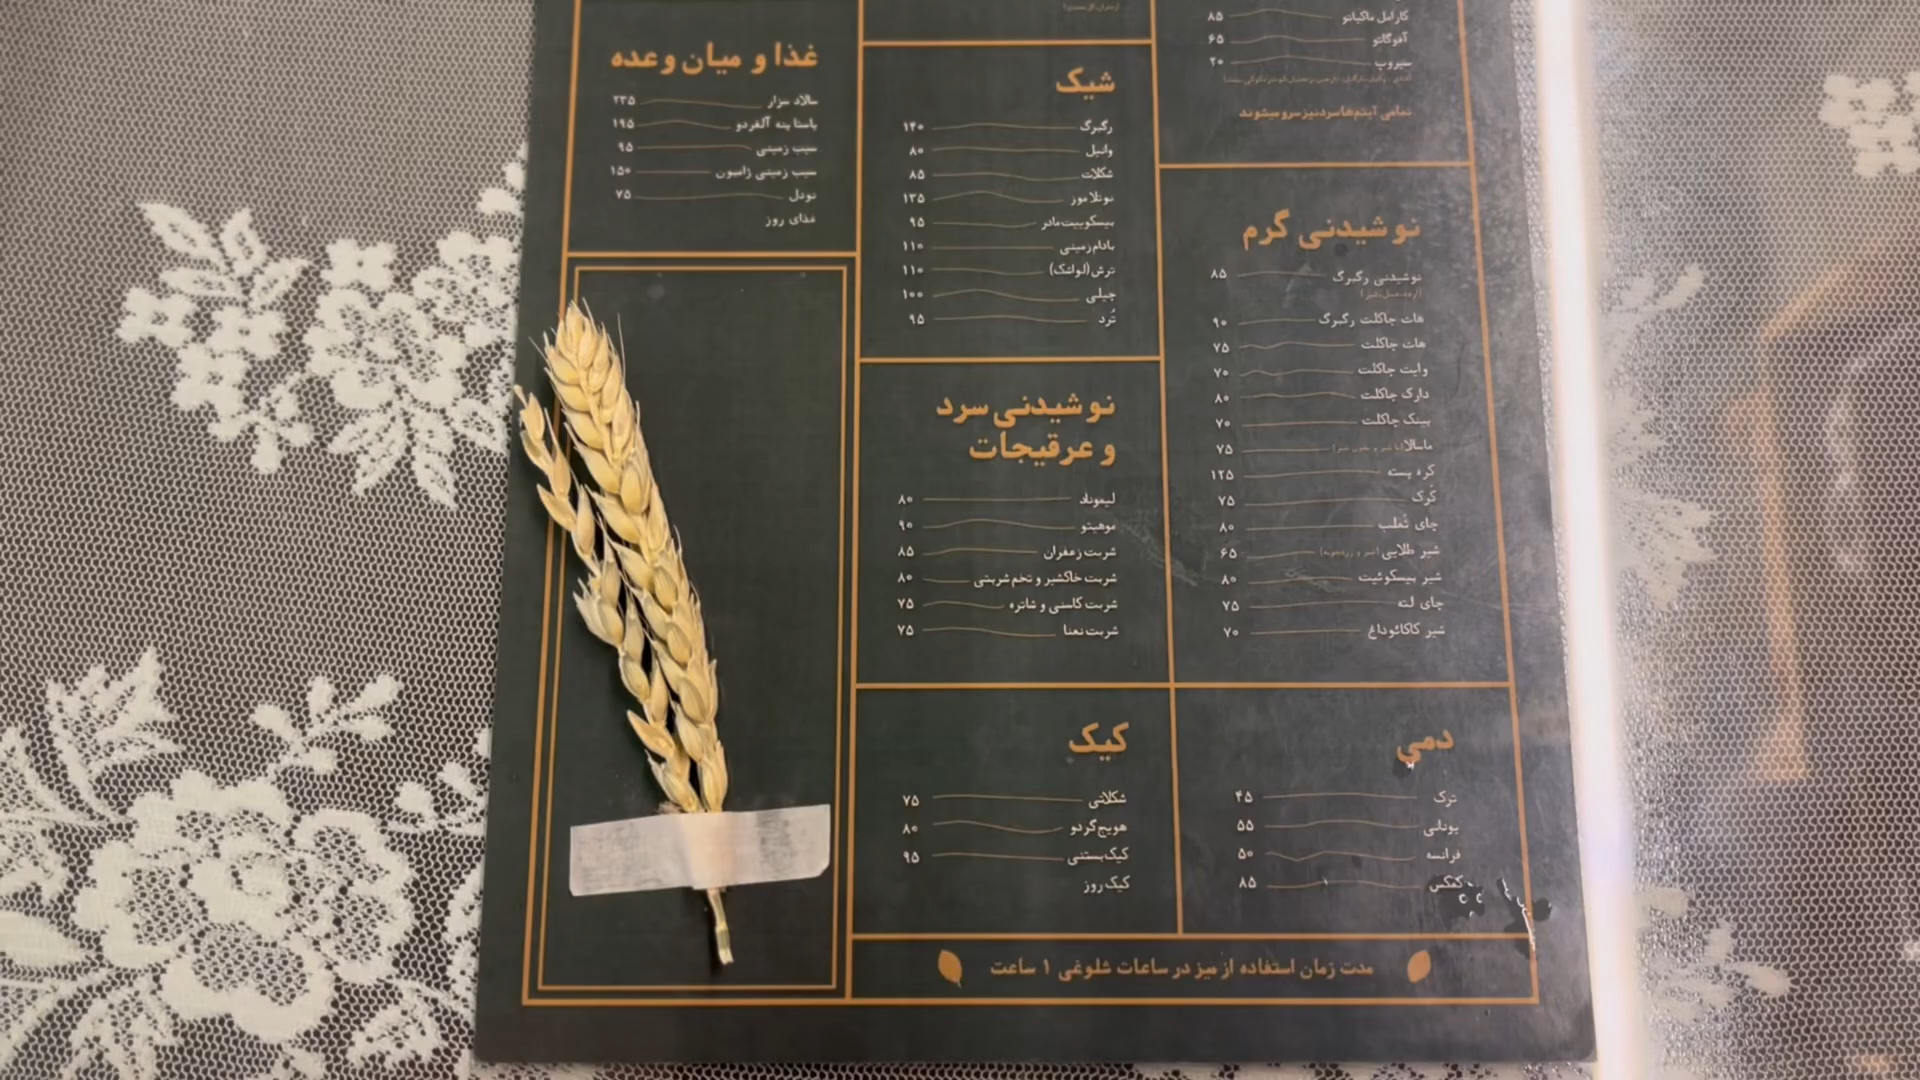 کارامل ماکیاتو ۸۵
آفوگاتو ۶۵
سیروپ ۲۰
تمامی آیتم‌ها سرد نیز سرو میشوند
نوشیدنی گرم
نوشیدنی رگبرگ ۸۵
هات چاکلت رگبرگ ۹۰
هات چاکلت ۷۵
وایت چاکلت ۷۰
دارک چاکلت ۸۰
پینک چاکلت ۷۰
ماسالا ۷۵
کره پسته ۱۲۵
کَرَک ۷۵
چای ثعلب ۸۰
شیر طلایی (شیر و زردچوبه) ۶۵
شیر بیسکوئیت ۸۰
چای لته ۷۵
شیر کاکائو داغ ۷۰
دمی
ترک ۴۵
یونانی ۵۵
فرانسه ۵۰
کمکس ۸۵
شیک
رگبرگ ۱۴۰
وانیل ۸۰
شکلات ۸۵
نوتلا موز ۱۳۵
بیسکوییت مادر ۹۵
بادام زمینی ۱۱۰
ترش (لواشک) ۱۱۰
چیلی ۱۰۰
تُرد ۹۵
نوشیدنی سرد
و عرقیجات
لیموناد ۸۰
موهیتو ۹۰
شربت زعفران ۸۵
شربت خاکشیر و تخم شربتی ۸۰
شربت کاسنی و شاتره ۷۵
شربت نعنا ۷۵
کیک
شکلاتی ۷۵
هویج گردو ۸۰
کیک بستنی ۹۵
کیک روز
غذا و میان وعده
سالاد سزار ۲۳۵
پاستا پنه آلفردو ۱۹۵
سیب زمینی ۹۵
سیب زمینی ژامبون ۱۵۰
نودل ۷۵
غذای روز
مدت زمان استفاده از میز در ساعات شلوغی ۱ ساعت